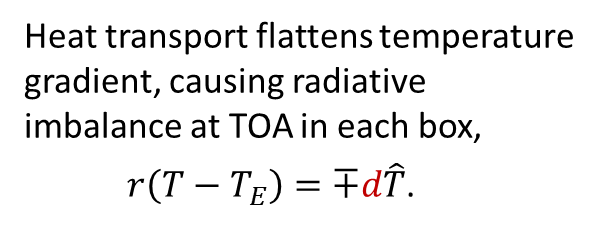 Heat transport flattens temperature
gradient, causing radiative
imbalance at TOA in each box,
r(T − T_E) = ∓dT̂.